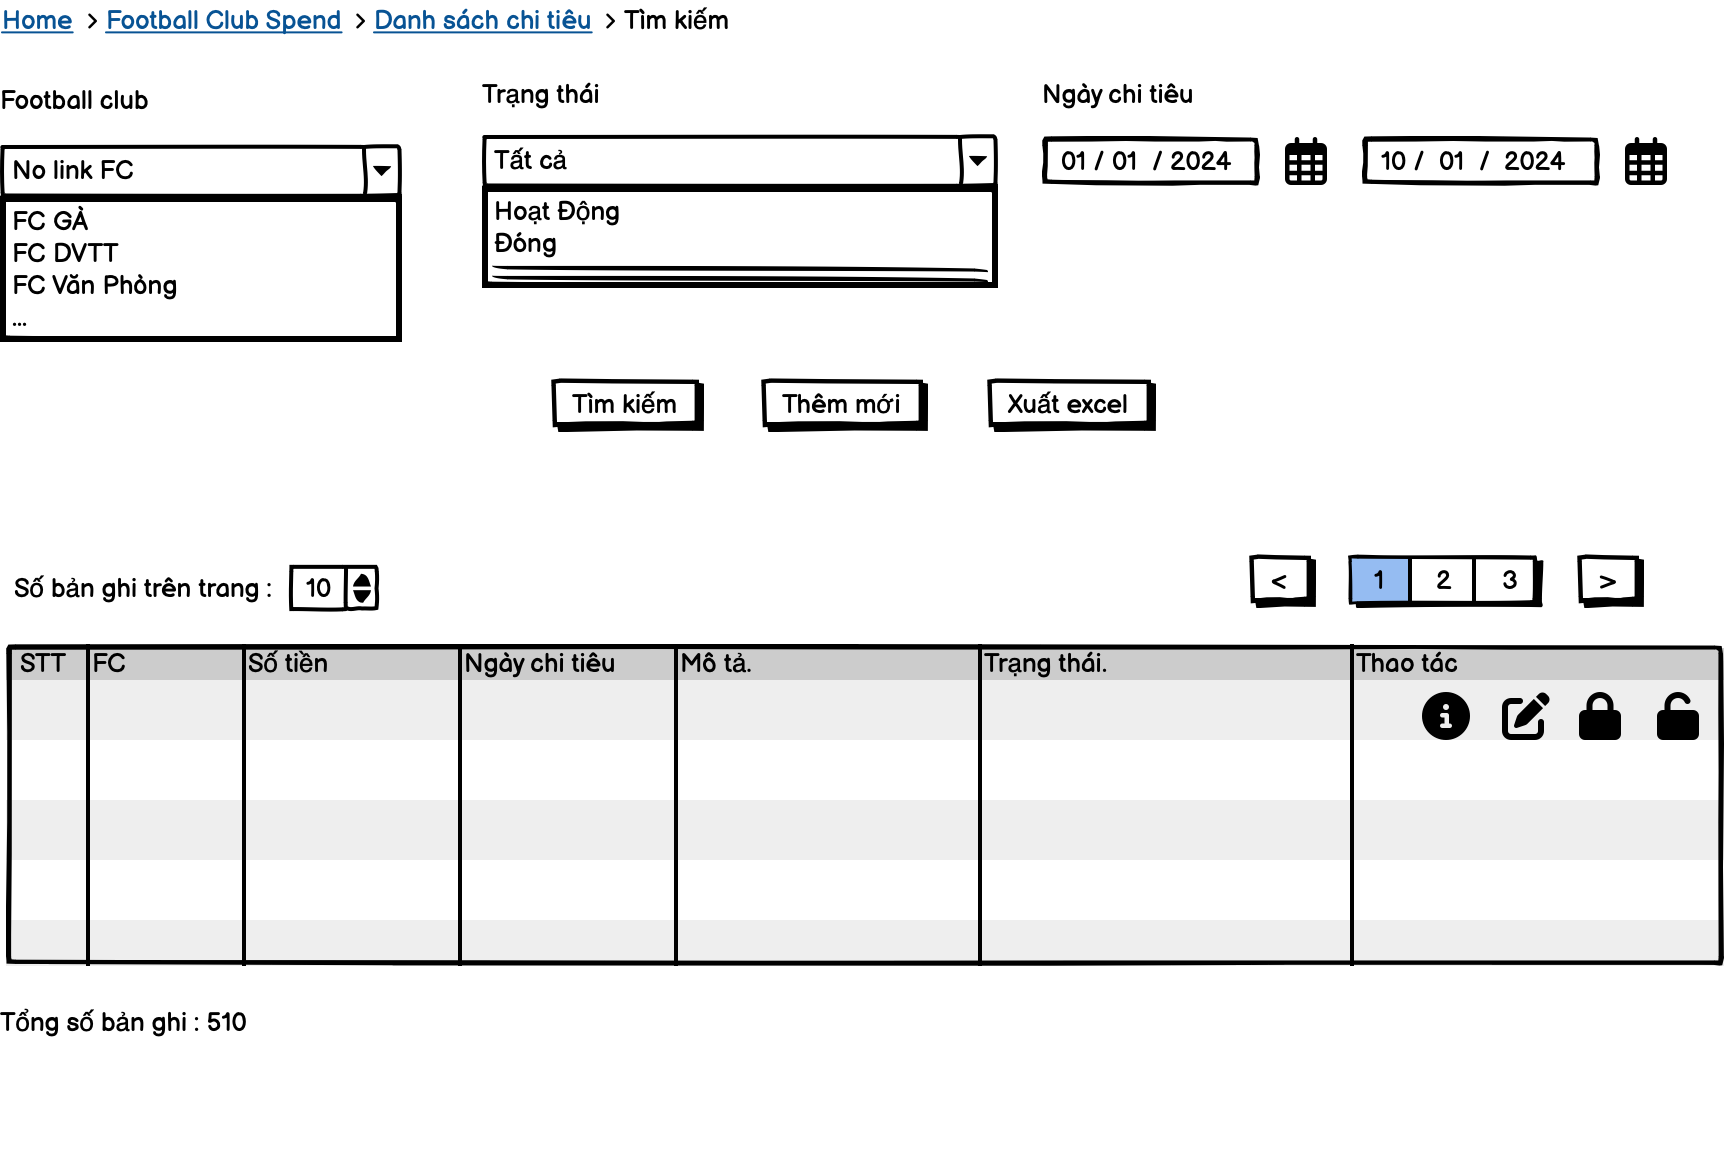 Home > Football Club Spend > Danh sách chi tiêu > Tìm kiếm
Football club
Trạng thái
Ngày chi tiêu
No link FC
Tất cả
01 / 01 / 2024
10 / 01 / 2024
FC GÀ
FC DVTT
FC Văn Phòng
...
Hoạt Động
Đóng
Tìm kiếm
Thêm mới
Xuất excel
Số bản ghi trên trang : 10
< 1 2 3 >
STT FC Số tiền Ngày chi tiêu Mô tả. Trạng thái. Thao tác
Tổng số bản ghi : 510